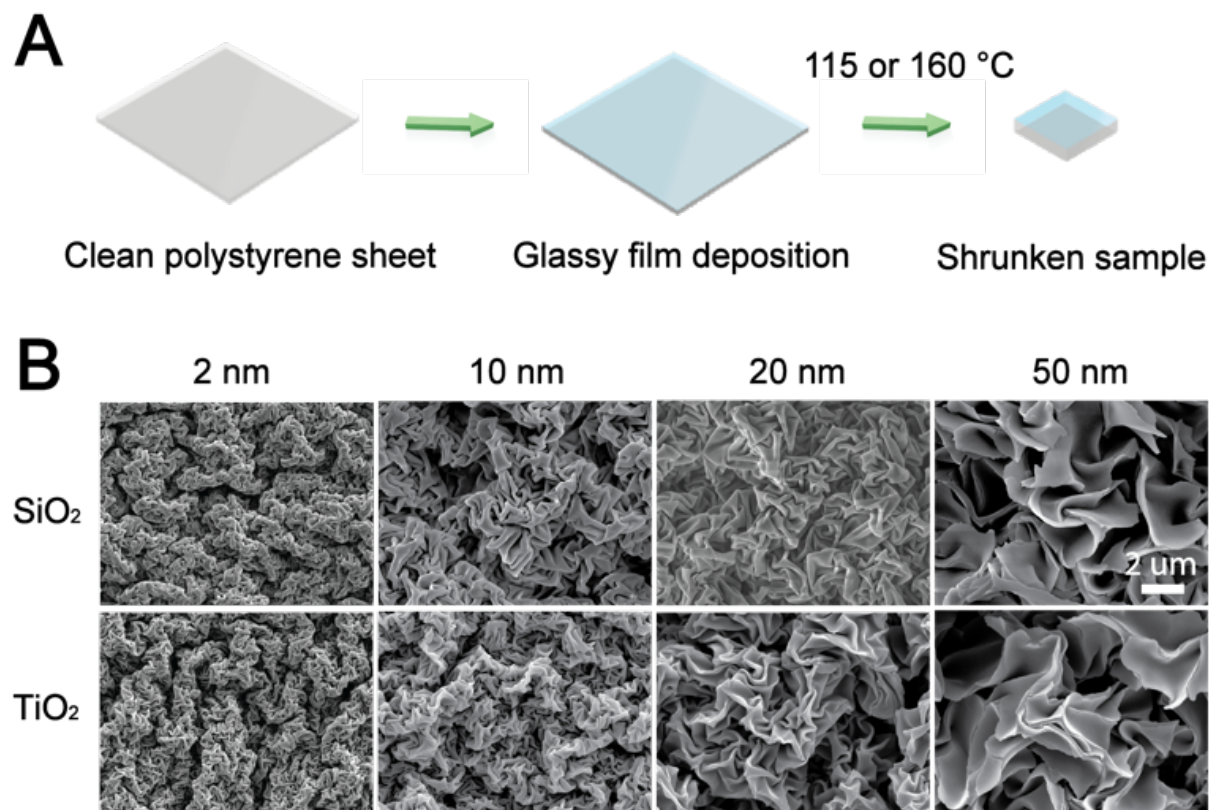 A
115 or 160 °C
Clean polystyrene sheet
Glassy film deposition
Shrunken sample
B
2 nm
10 nm
20 nm
50 nm
SiO₂
2 um
TiO₂